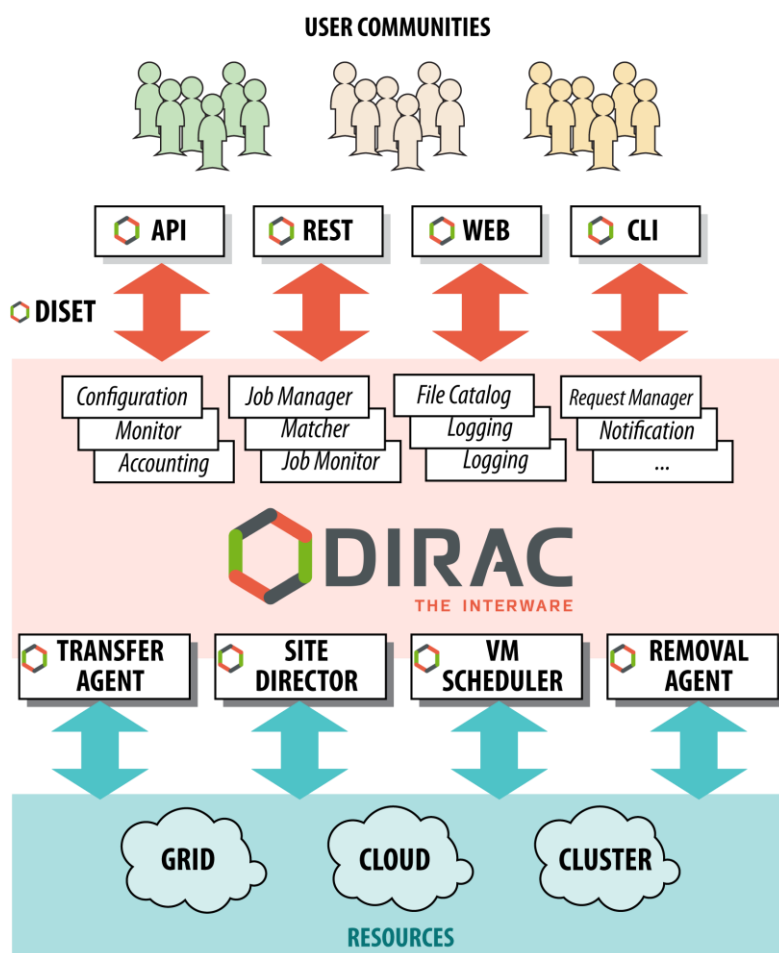 USER COMMUNITIES
API
REST
WEB
CLI
DISET
Configuration
Monitor
Accounting
Job Manager
Matcher
Job Monitor
File Catalog
Logging
Logging
Request Manager
Notification
...
DIRAC
THE INTERWARE
TRANSFER
AGENT
SITE
DIRECTOR
VM
SCHEDULER
REMOVAL
AGENT
GRID
CLOUD
CLUSTER
RESOURCES